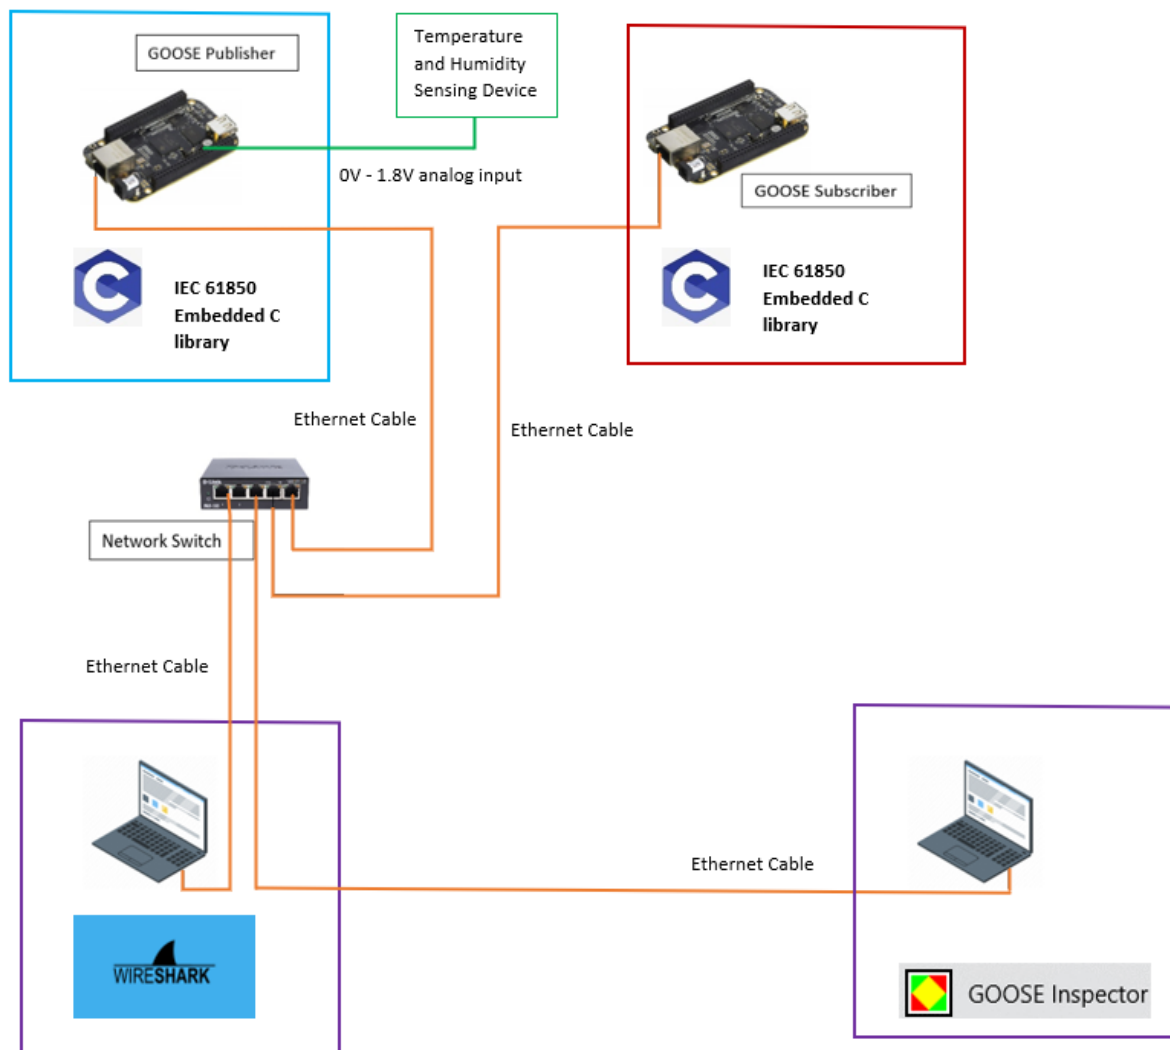 GOOSE Publisher
Temperature
and Humidity
Sensing Device
0V - 1.8V analog input
GOOSE Subscriber
IEC 61850
Embedded C
library
IEC 61850
Embedded C
library
Ethernet Cable
Ethernet Cable
Network Switch
Ethernet Cable
Ethernet Cable
WIRESHARK
GOOSE Inspector